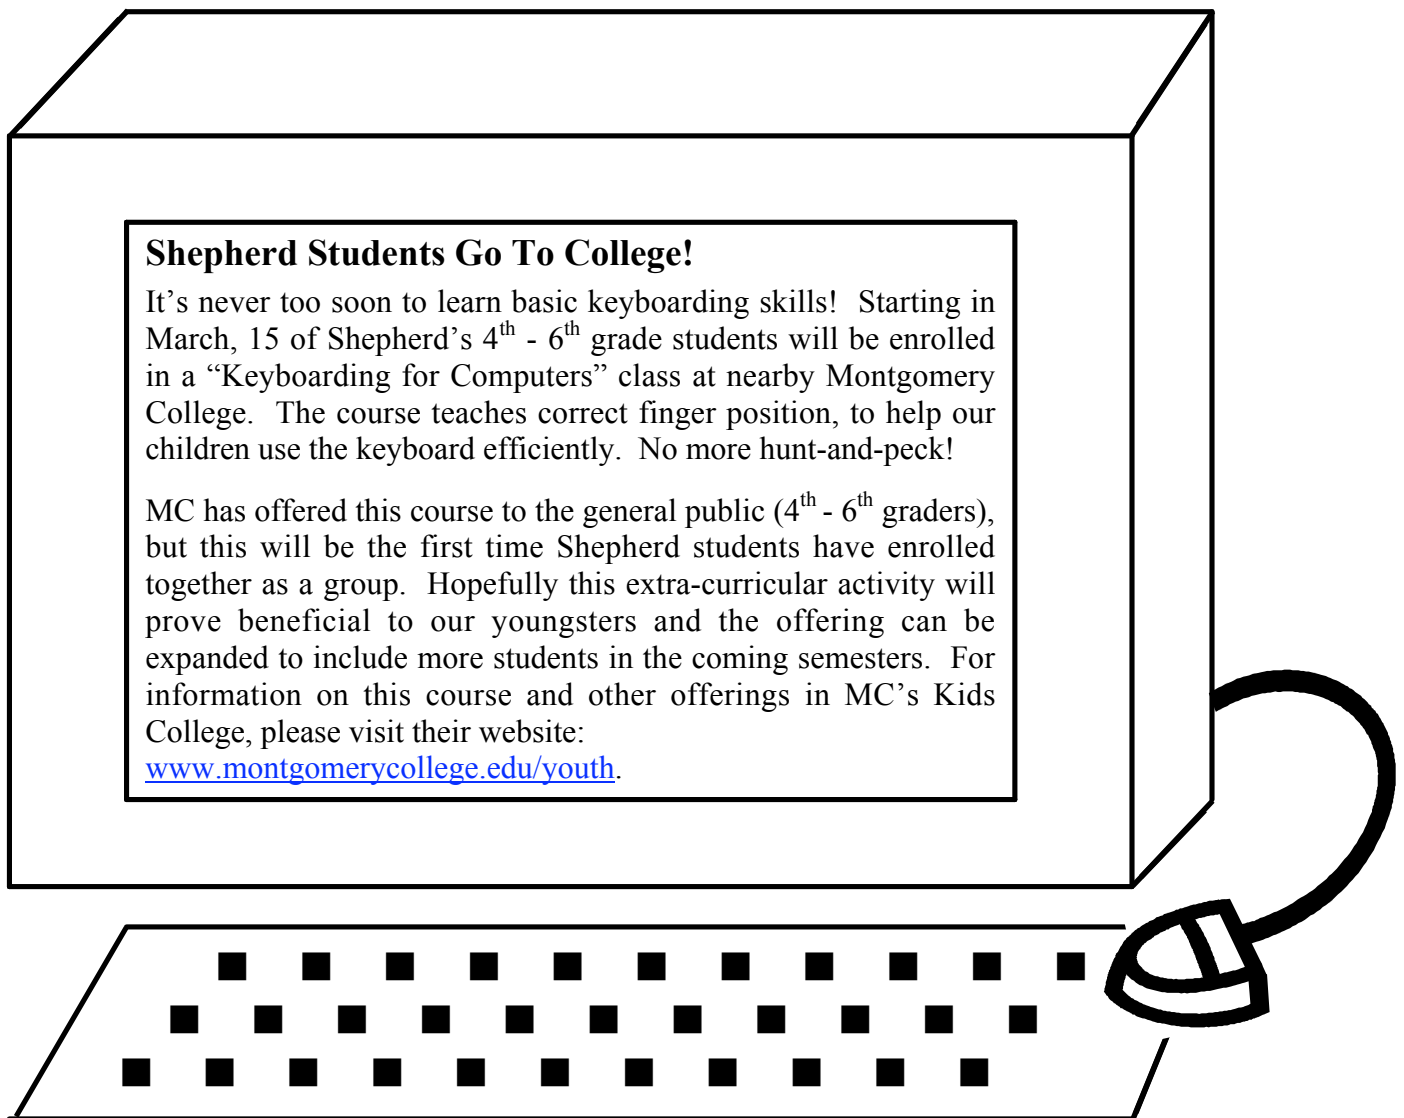 Shepherd Students Go To College!
It’s never too soon to learn basic keyboarding skills!  Starting in
March, 15 of Shepherd’s 4th - 6th grade students will be enrolled
in a “Keyboarding for Computers” class at nearby Montgomery
College.  The course teaches correct finger position, to help our
children use the keyboard efficiently.  No more hunt-and-peck!
MC has offered this course to the general public (4th - 6th graders),
but this will be the first time Shepherd students have enrolled
together as a group.  Hopefully this extra-curricular activity will
prove beneficial to our youngsters and the offering can be
expanded to include more students in the coming semesters.  For
information on this course and other offerings in MC’s Kids
College, please visit their website:
www.montgomerycollege.edu/youth.